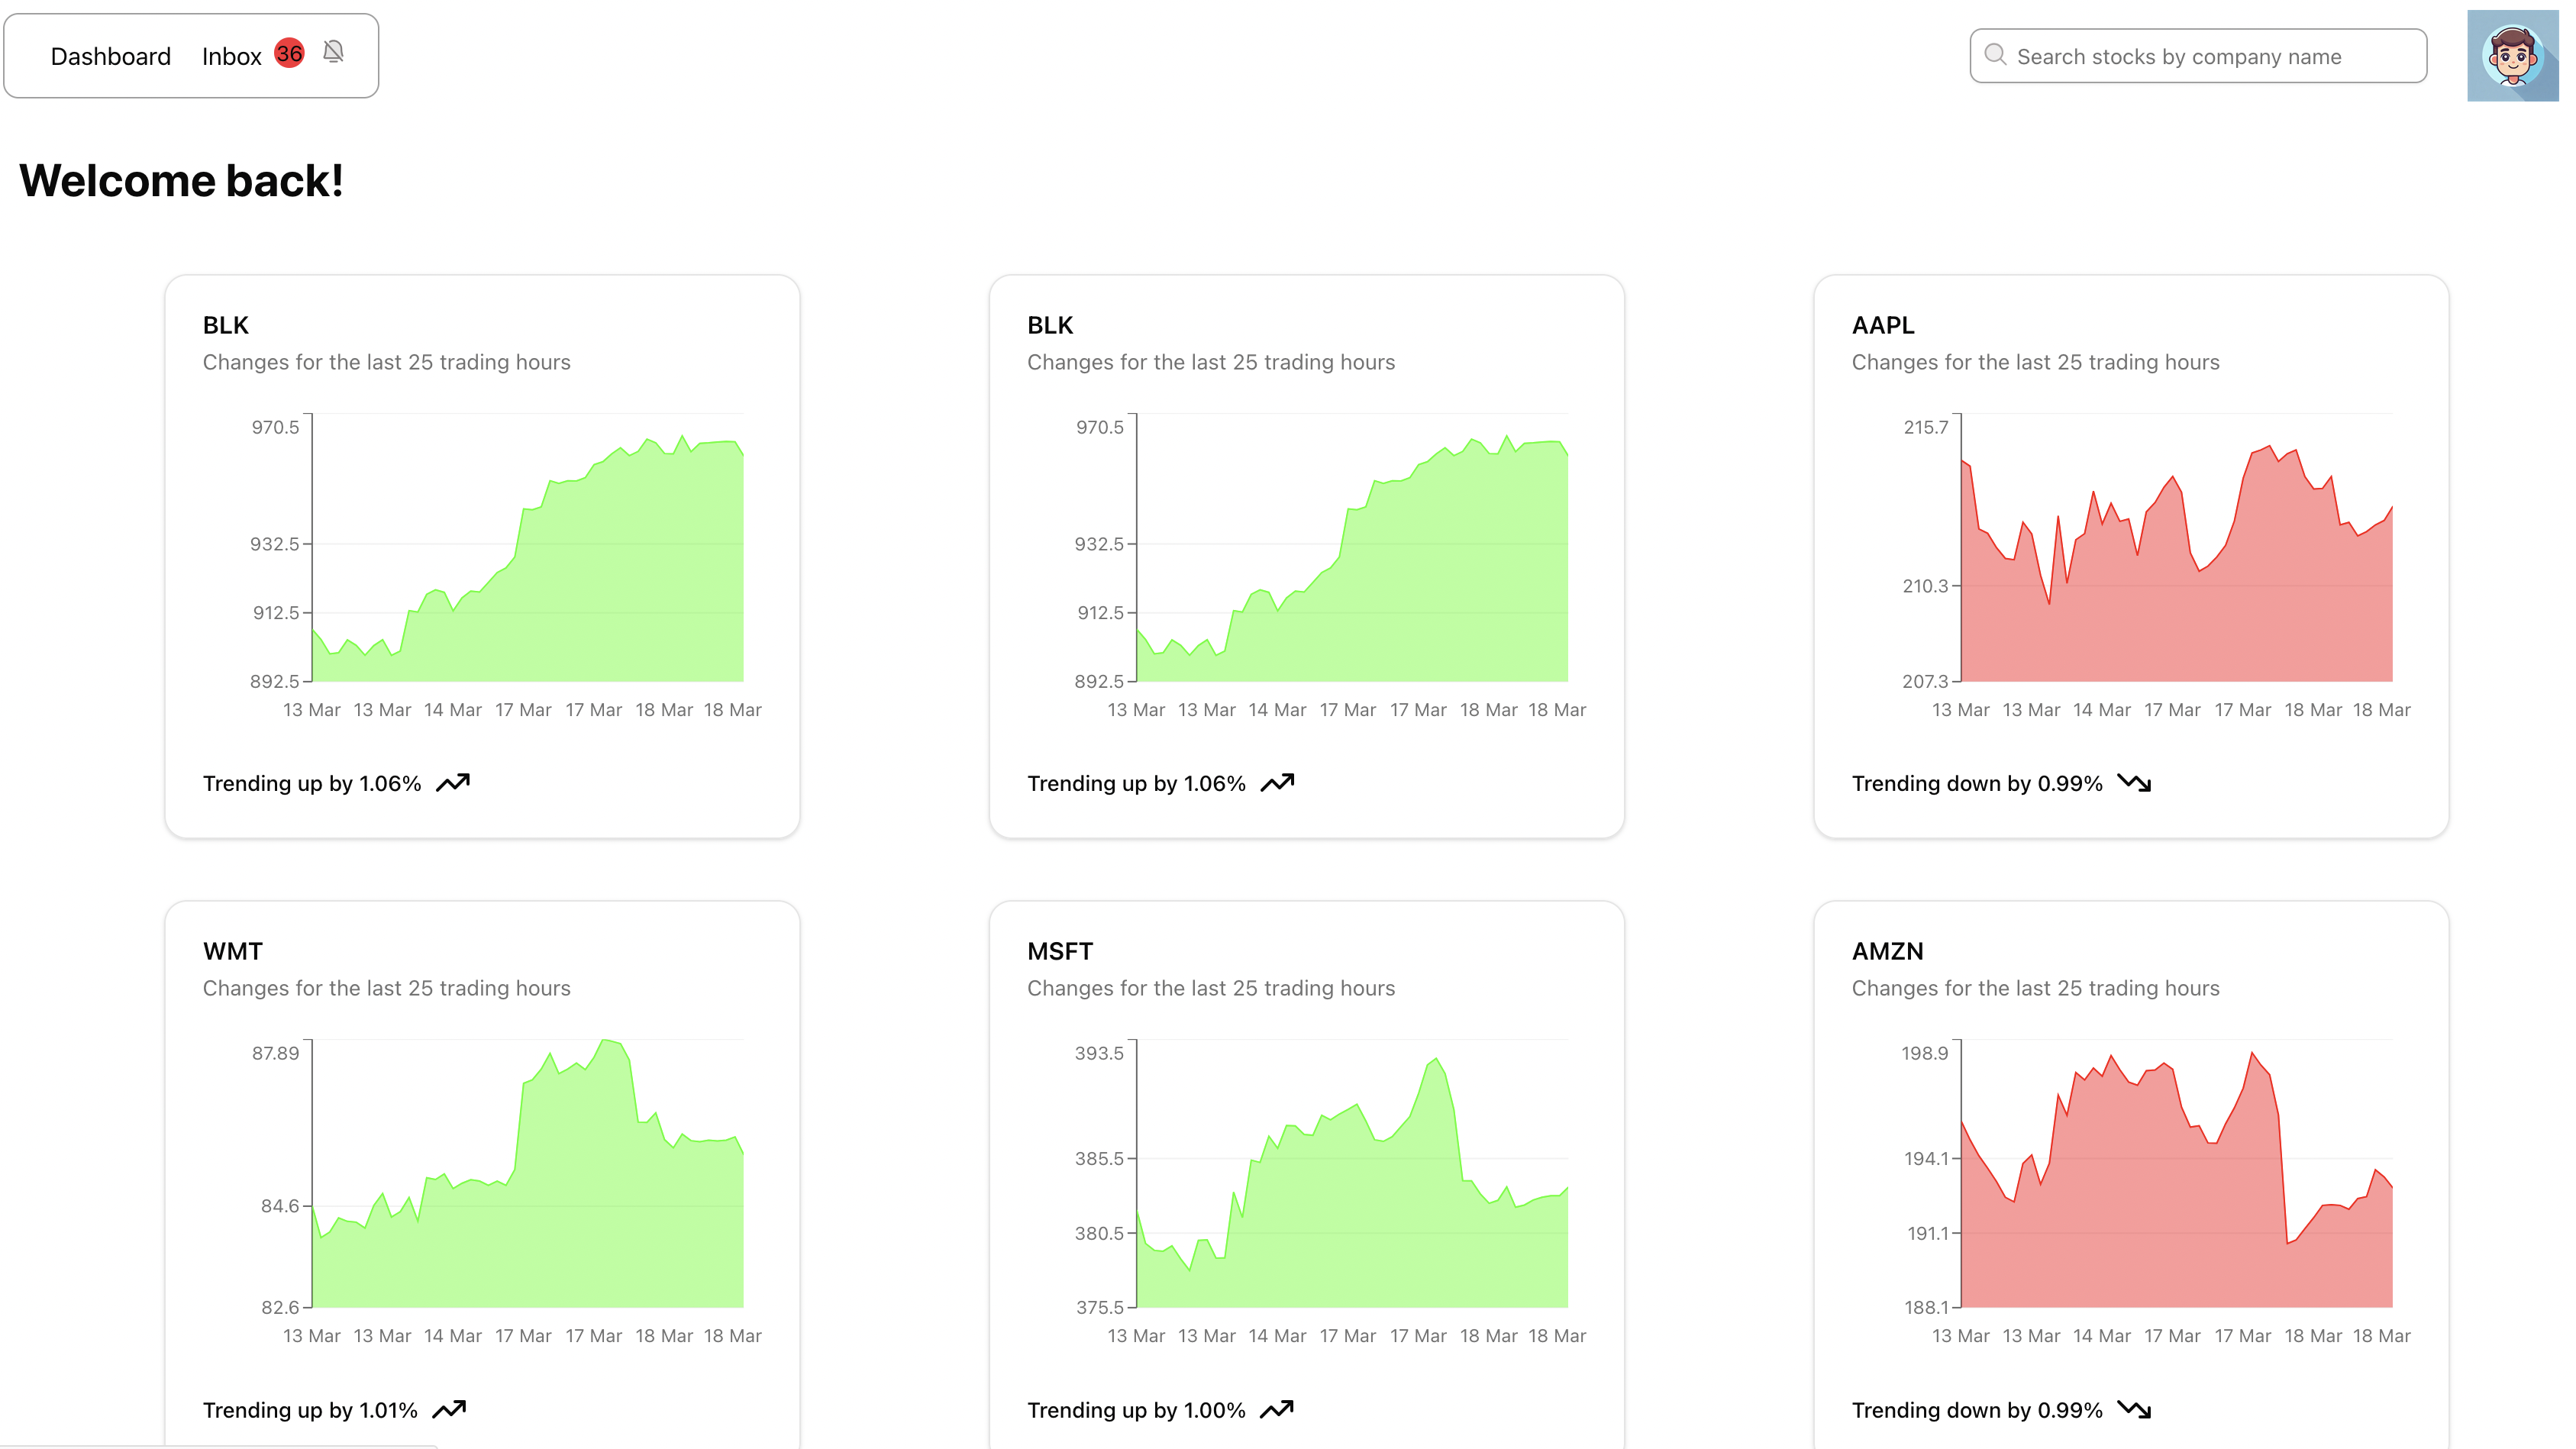 Dashboard Inbox 36
Search stocks by company name
Welcome back!
BLK
Changes for the last 25 trading hours
970.5
932.5
912.5
892.5
13 Mar 13 Mar 14 Mar 17 Mar 17 Mar 18 Mar 18 Mar
Trending up by 1.06%
BLK
Changes for the last 25 trading hours
970.5
932.5
912.5
892.5
13 Mar 13 Mar 14 Mar 17 Mar 17 Mar 18 Mar 18 Mar
Trending up by 1.06%
AAPL
Changes for the last 25 trading hours
215.7
210.3
207.3
13 Mar 13 Mar 14 Mar 17 Mar 17 Mar 18 Mar 18 Mar
Trending down by 0.99%
WMT
Changes for the last 25 trading hours
87.89
84.6
82.6
13 Mar 13 Mar 14 Mar 17 Mar 17 Mar 18 Mar 18 Mar
Trending up by 1.01%
MSFT
Changes for the last 25 trading hours
393.5
385.5
380.5
375.5
13 Mar 13 Mar 14 Mar 17 Mar 17 Mar 18 Mar 18 Mar
Trending up by 1.00%
AMZN
Changes for the last 25 trading hours
198.9
194.1
191.1
188.1
13 Mar 13 Mar 14 Mar 17 Mar 17 Mar 18 Mar 18 Mar
Trending down by 0.99%